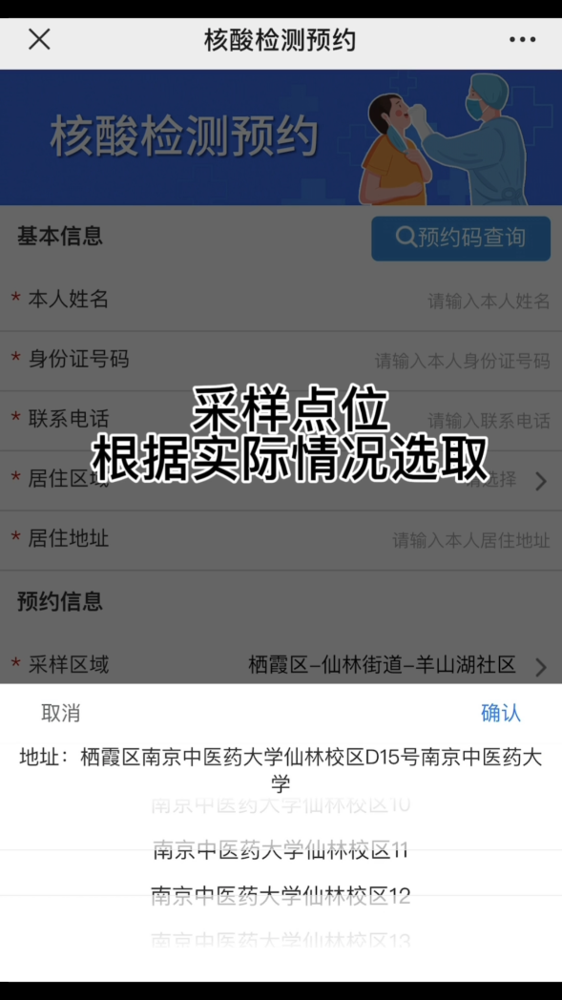 核酸检测预约
核酸检测预约
基本信息
预约码查询
* 本人姓名 请输入本人姓名
* 身份证号码 请输入本人身份证号码
* 联系电话 请输入联系电话
采样点位
根据实际情况选取
* 居住区域 请选择
* 居住地址 请输入本人居住地址
预约信息
* 采样区域 栖霞区-仙林街道-羊山湖社区
取消 确认
地址：栖霞区南京中医药大学仙林校区D15号南京中医药大
学
南京中医药大学仙林校区10
南京中医药大学仙林校区11
南京中医药大学仙林校区12
南京中医药大学仙林校区13